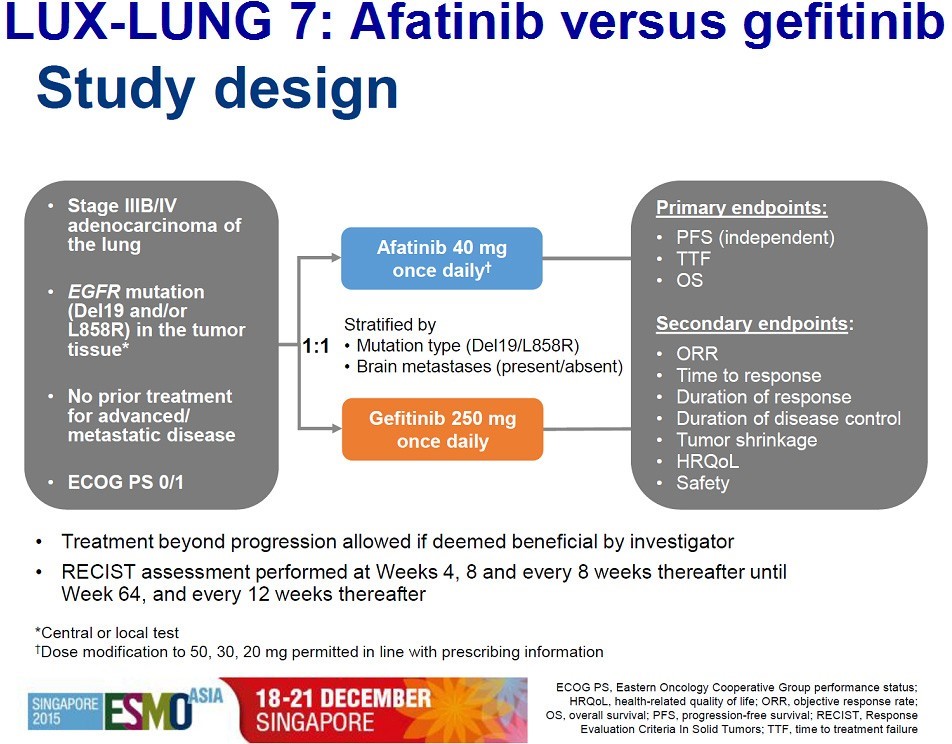 LUX-LUNG 7: Afatinib versus gefitinib
Study design
• Stage IIIB/IV
adenocarcinoma of
the lung
• EGFR mutation
(Del19 and/or
L858R) in the tumor
tissue*
• No prior treatment
for advanced/
metastatic disease
• ECOG PS 0/1
1:1
Afatinib 40 mg
once daily†
Stratified by
• Mutation type (Del19/L858R)
• Brain metastases (present/absent)
Gefitinib 250 mg
once daily
Primary endpoints:
• PFS (independent)
• TTF
• OS
Secondary endpoints:
• ORR
• Time to response
• Duration of response
• Duration of disease control
• Tumor shrinkage
• HRQoL
• Safety
• Treatment beyond progression allowed if deemed beneficial by investigator
• RECIST assessment performed at Weeks 4, 8 and every 8 weeks thereafter until
Week 64, and every 12 weeks thereafter
*Central or local test
†Dose modification to 50, 30, 20 mg permitted in line with prescribing information
SINGAPORE
2015
ESMO ASIA
18-21 DECEMBER
SINGAPORE
ECOG PS, Eastern Oncology Cooperative Group performance status;
HRQoL, health-related quality of life; ORR, objective response rate;
OS, overall survival; PFS, progression-free survival; RECIST, Response
Evaluation Criteria In Solid Tumors; TTF, time to treatment failure